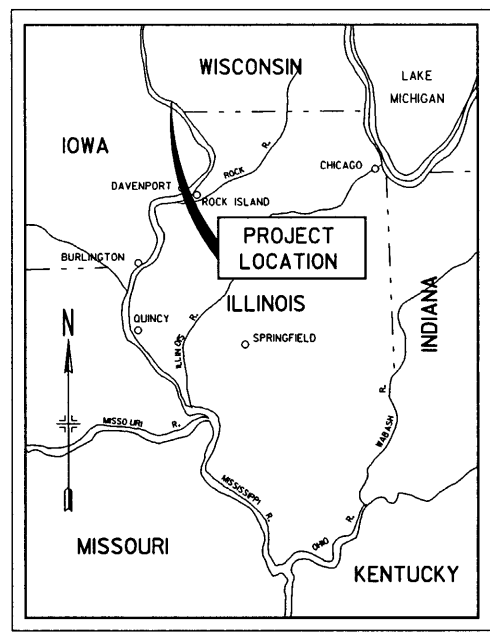 WISCONSIN
LAKE
MICHIGAN
IOWA
ROCK R.
CHICAGO
DAVENPORT
ROCK ISLAND
PROJECT
LOCATION
BURLINGTON
ILLINOIS
INDIANA
N
QUINCY
ILLINOIS R.
SPRINGFIELD
MISSOURI R.
WABASH R.
MISSISSIPPI R.
OHIO R.
MISSOURI
KENTUCKY